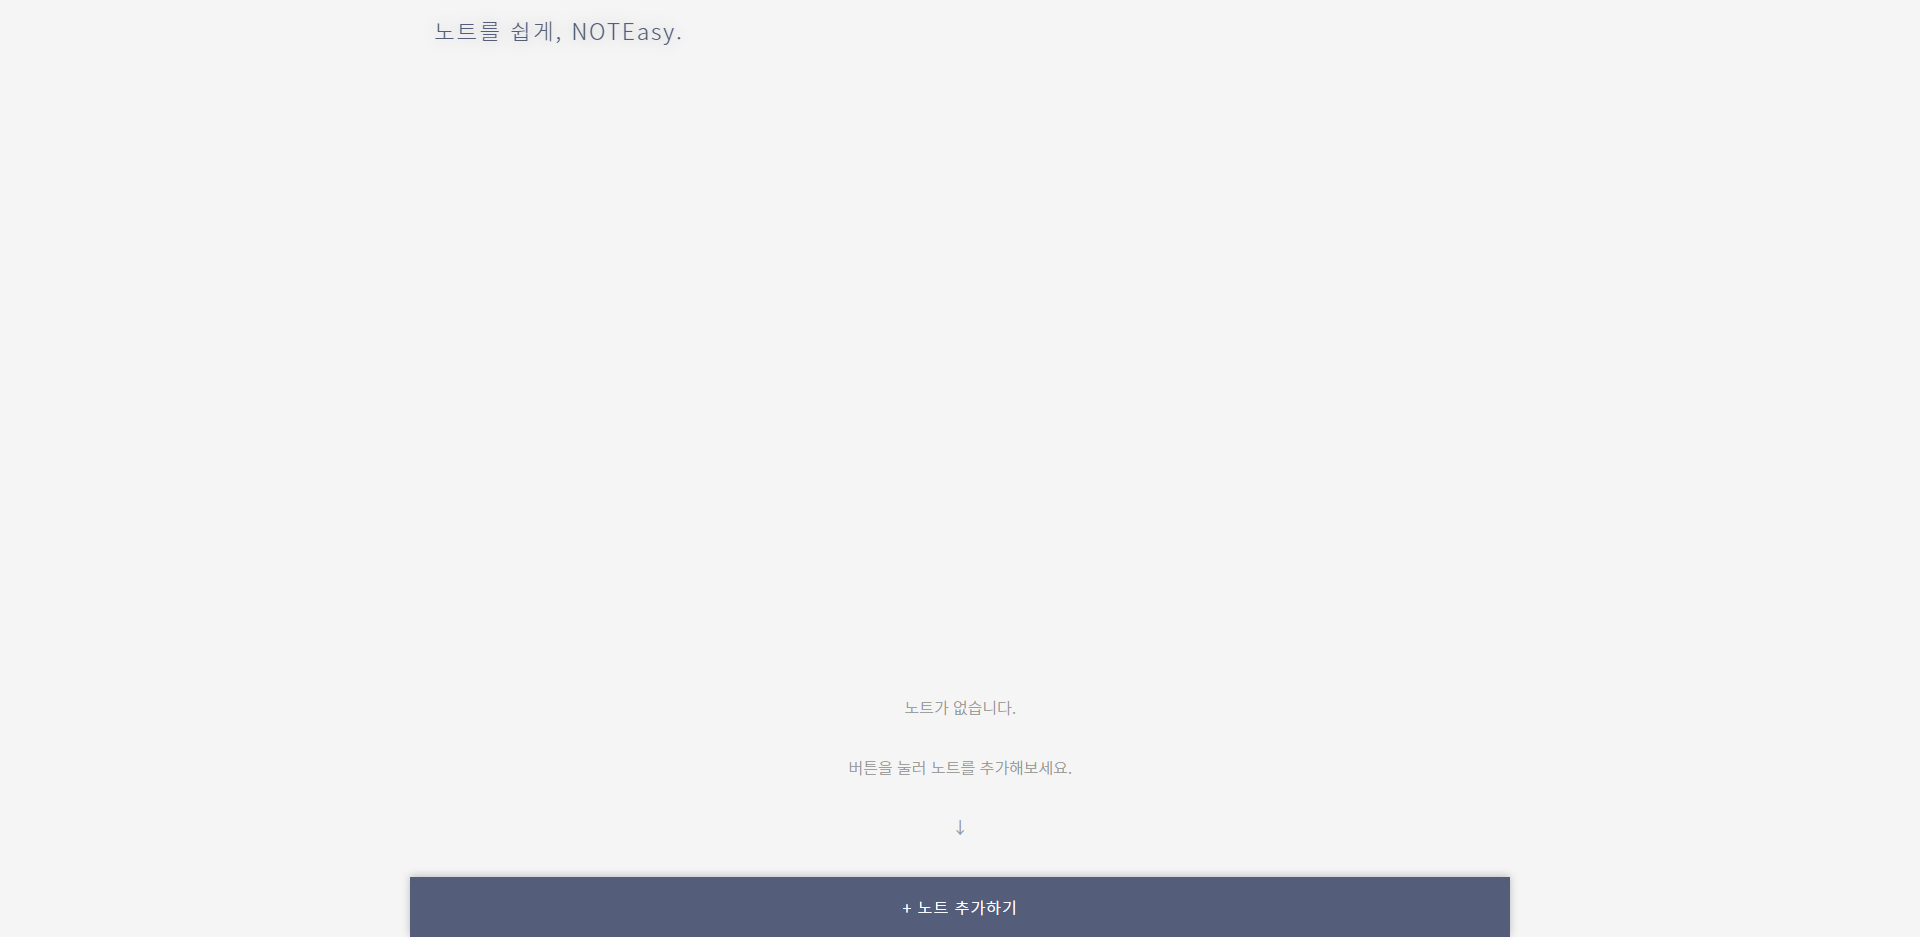 노트를 쉽게, NOTEasy.
노트가 없습니다.
버튼을 눌러 노트를 추가해보세요.
↓
+ 노트 추가하기